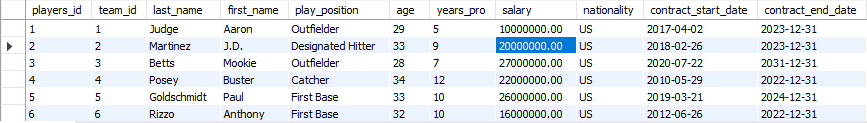 players_id team_id last_name first_name play_position age years_pro salary nationality contract_start_date contract_end_date
1 1 Judge Aaron Outfielder 29 5 10000000.00 US 2017-04-02 2023-12-31
2 2 Martinez J.D. Designated Hitter 33 9 20000000.00 US 2018-02-26 2023-12-31
3 3 Betts Mookie Outfielder 28 7 27000000.00 US 2020-07-22 2031-12-31
4 4 Posey Buster Catcher 34 12 22000000.00 US 2010-05-29 2022-12-31
5 5 Goldschmidt Paul First Base 33 10 26000000.00 US 2019-03-21 2024-12-31
6 6 Rizzo Anthony First Base 32 10 16000000.00 US 2012-06-26 2022-12-31